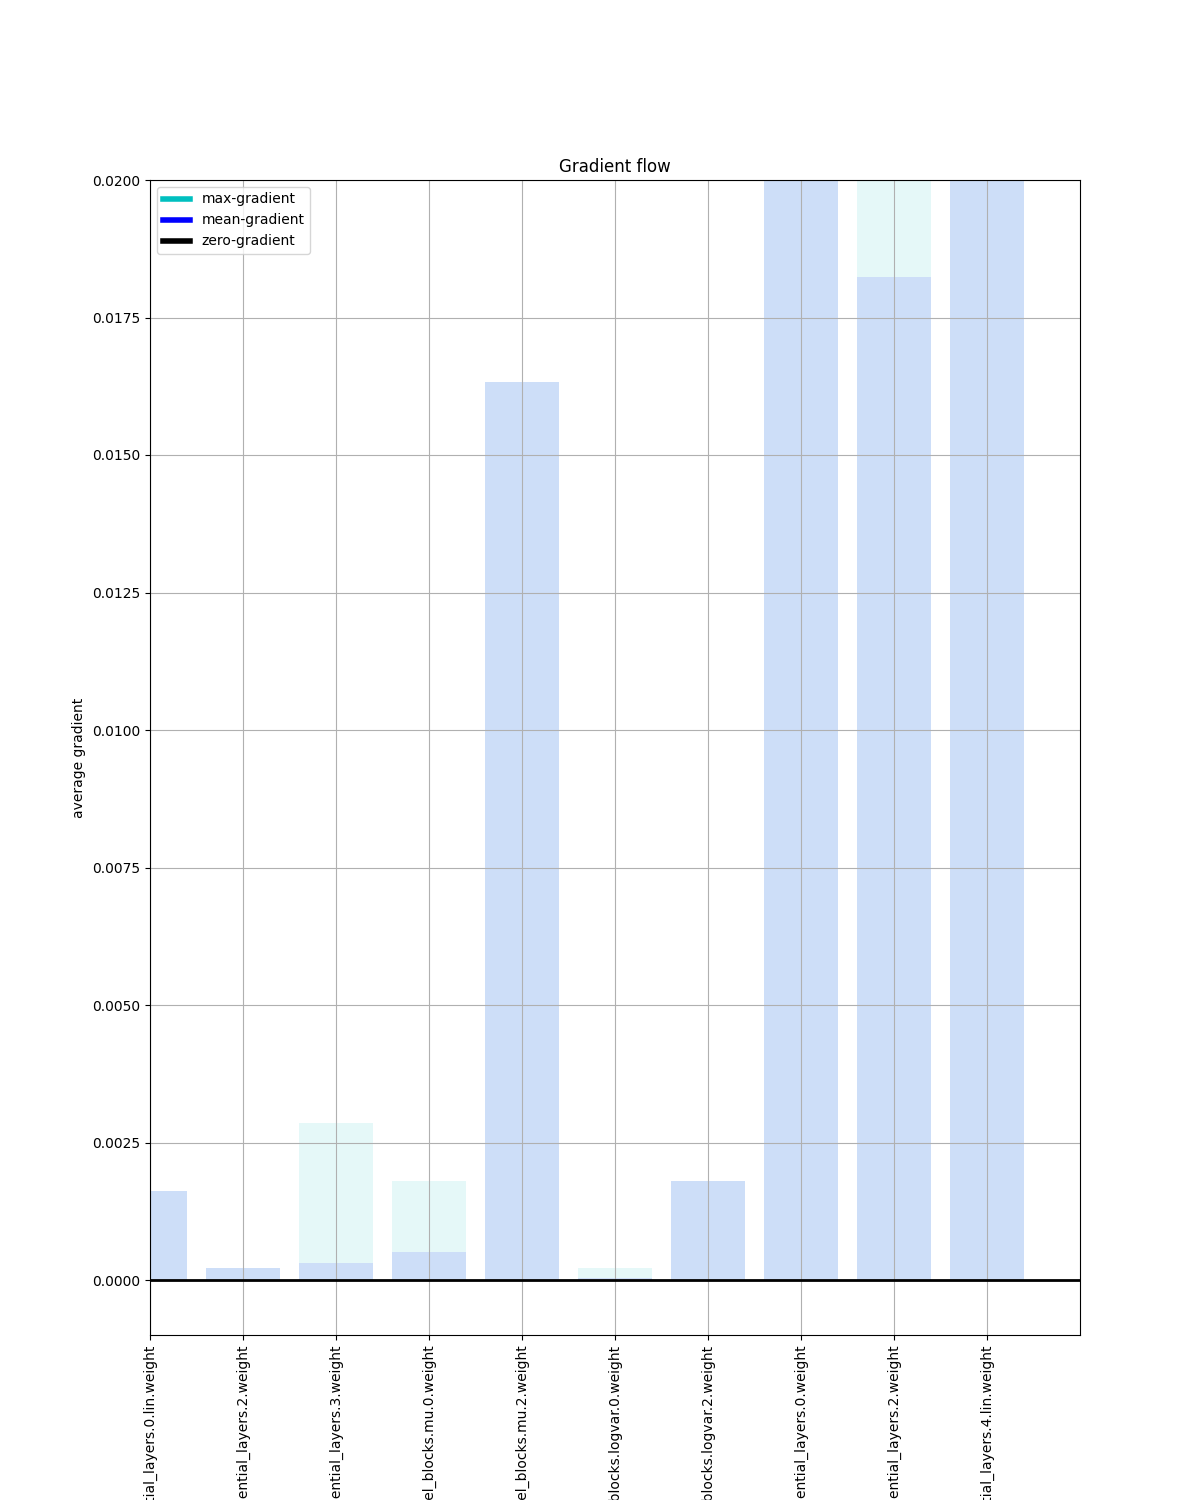 Gradient flow
max-gradient
mean-gradient
zero-gradient
0.0200
0.0175
0.0150
0.0125
0.0100
0.0075
0.0050
0.0025
0.0000
average gradient
tial_layers.0.lin.weight
ential_layers.2.weight
ential_layers.3.weight
el_blocks.mu.0.weight
el_blocks.mu.2.weight
blocks.logvar.0.weight
blocks.logvar.2.weight
ential_layers.0.weight
ential_layers.2.weight
tial_layers.4.lin.weight